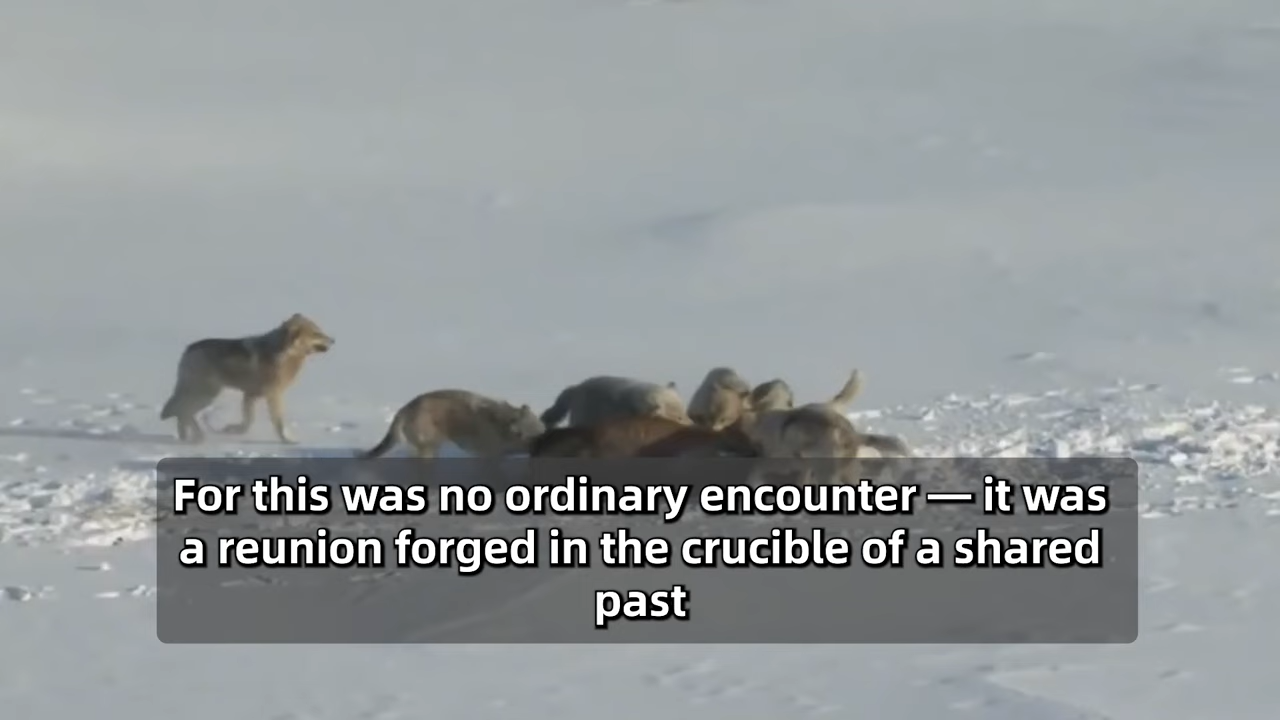 For this was no ordinary encounter — it was
a reunion forged in the crucible of a shared
past